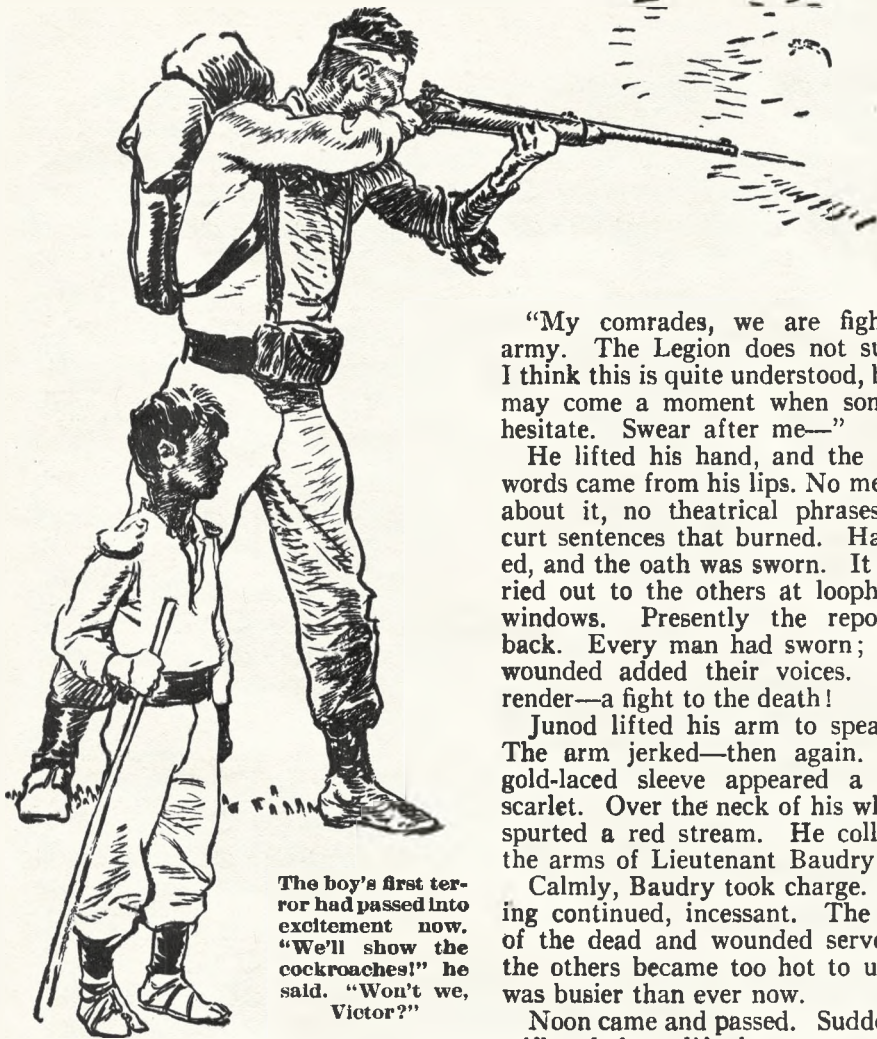 The boy's first ter-
ror had passed into
excitement now.
"We'll show the
cockroaches!" he
said. "Won't we,
Victor?"
"My comrades, we are figh
army. The Legion does not su
I think this is quite understood, b
may come a moment when som
hesitate. Swear after me—"
He lifted his hand, and the
words came from his lips. No me
about it, no theatrical phrases
curt sentences that burned. Ha
ed, and the oath was sworn. It
ried out to the others at looph
windows. Presently the repo
back. Every man had sworn;
wounded added their voices.
render—a fight to the death!
Junod lifted his arm to spea
The arm jerked—then again.
gold-laced sleeve appeared a
scarlet. Over the neck of his wh
spurted a red stream. He coll
the arms of Lieutenant Baudry
Calmly, Baudry took charge.
ing continued, incessant. The
of the dead and wounded serve
the others became too hot to u
was busier than ever now.
Noon came and passed. Sudde